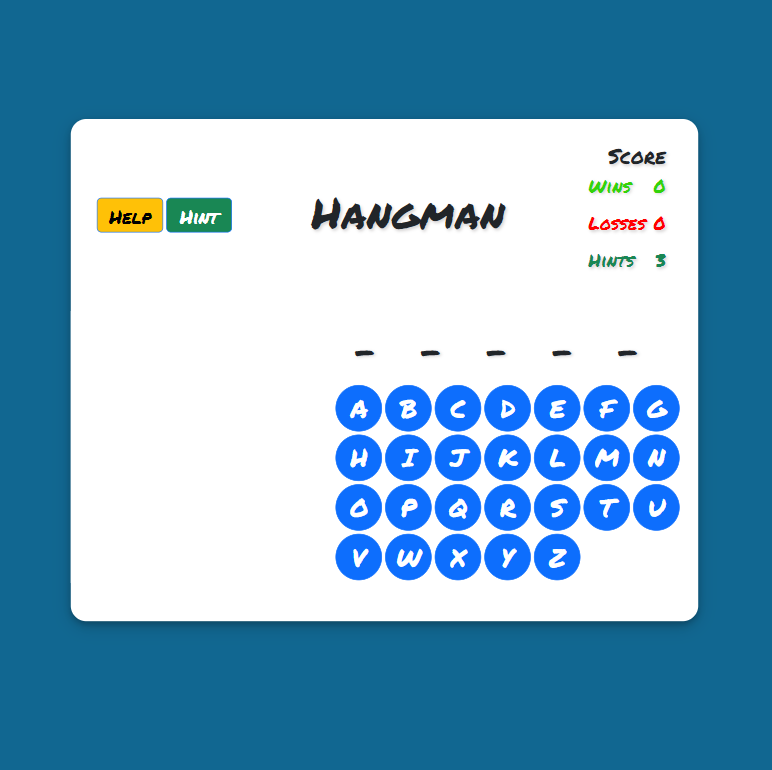 Score
Wins 0
Help Hint Hangman
Losses 0
Hints 3
_ _ _ _ _
A B C D E F G
H I J K L M N
O P Q R S T U
V W X Y Z